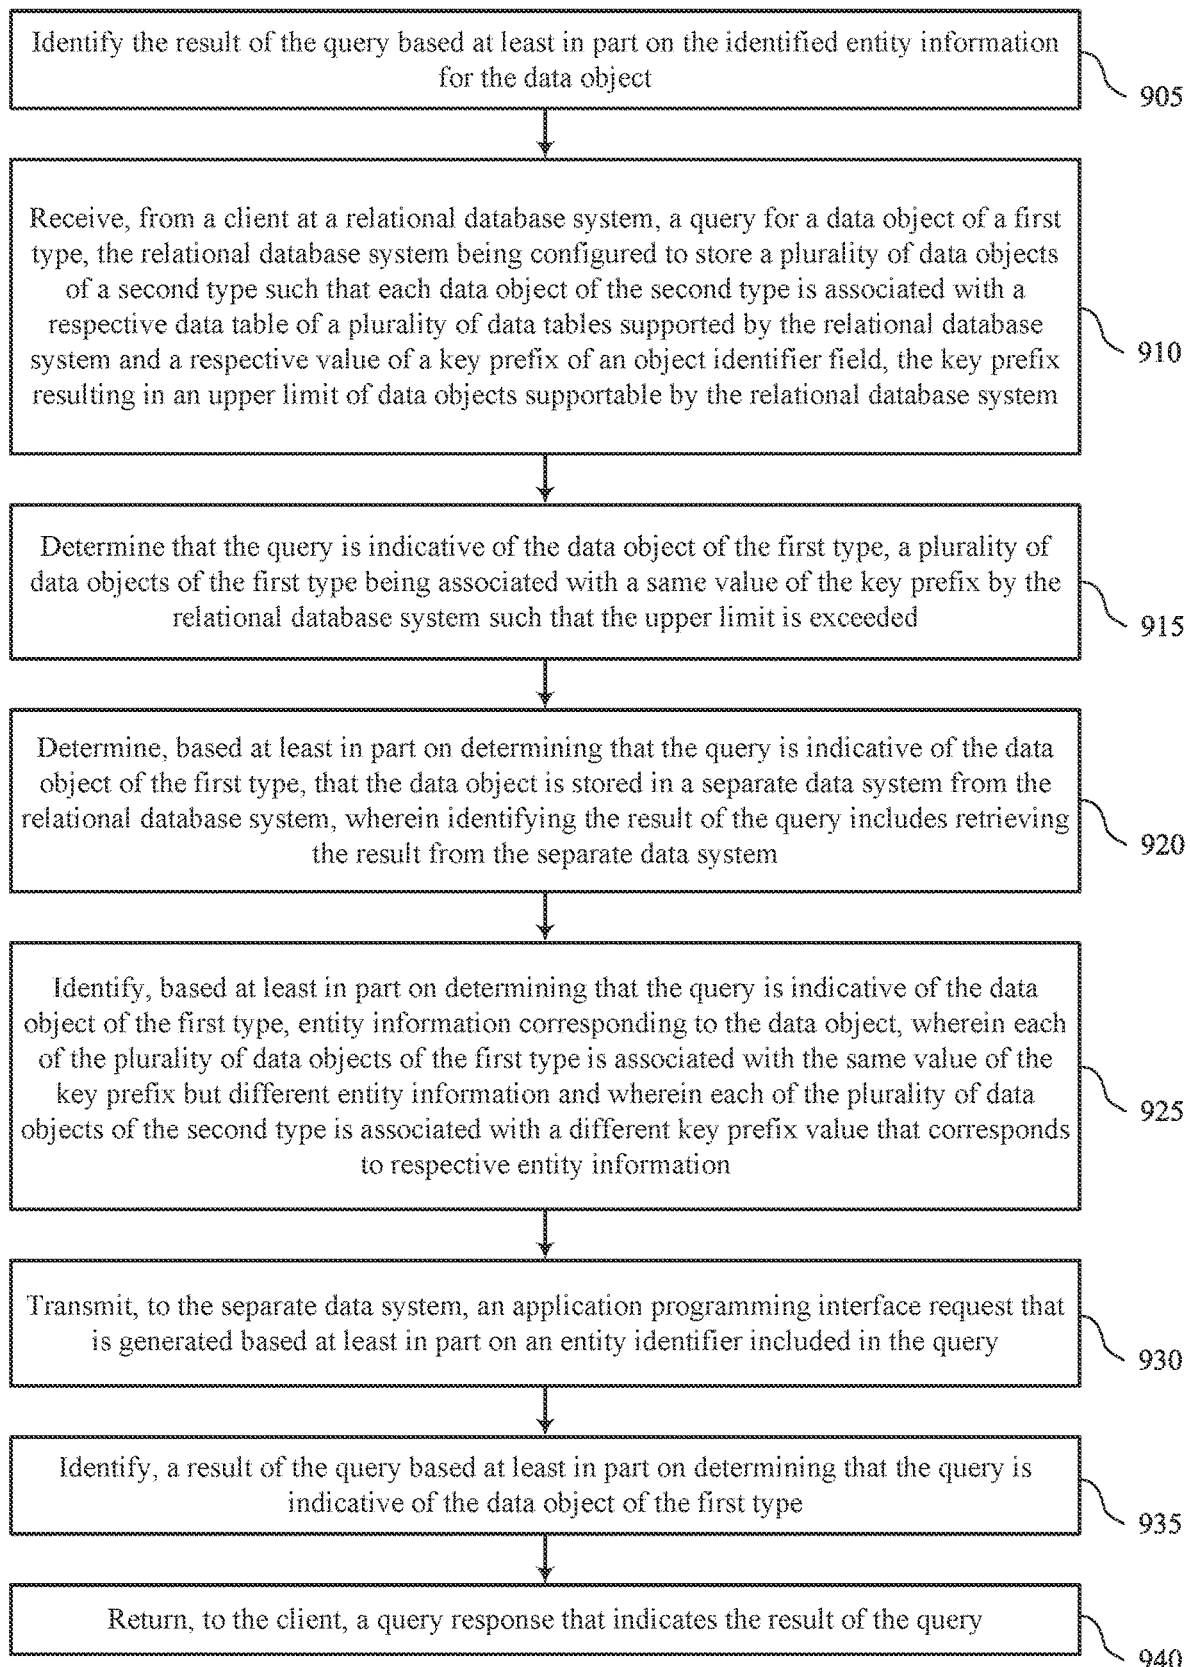 Identify the result of the query based at least in part on the identified entity information
for the data object
905
Receive, from a client at a relational database system, a query for a data object of a first
type, the relational database system being configured to store a plurality of data objects
of a second type such that each data object of the second type is associated with a
respective data table of a plurality of data tables supported by the relational database
system and a respective value of a key prefix of an object identifier field, the key prefix
resulting in an upper limit of data objects supportable by the relational database system
910
Determine that the query is indicative of the data object of the first type, a plurality of
data objects of the first type being associated with a same value of the key prefix by the
relational database system such that the upper limit is exceeded
915
Determine, based at least in part on determining that the query is indicative of the data
object of the first type, that the data object is stored in a separate data system from the
relational database system, wherein identifying the result of the query includes retrieving
the result from the separate data system
920
Identify, based at least in part on determining that the query is indicative of the data
object of the first type, entity information corresponding to the data object, wherein each
of the plurality of data objects of the first type is associated with the same value of the
key prefix but different entity information and wherein each of the plurality of data
objects of the second type is associated with a different key prefix value that corresponds
to respective entity information
925
Transmit, to the separate data system, an application programming interface request that
is generated based at least in part on an entity identifier included in the query
930
Identify, a result of the query based at least in part on determining that the query is
indicative of the data object of the first type
935
Return, to the client, a query response that indicates the result of the query
940